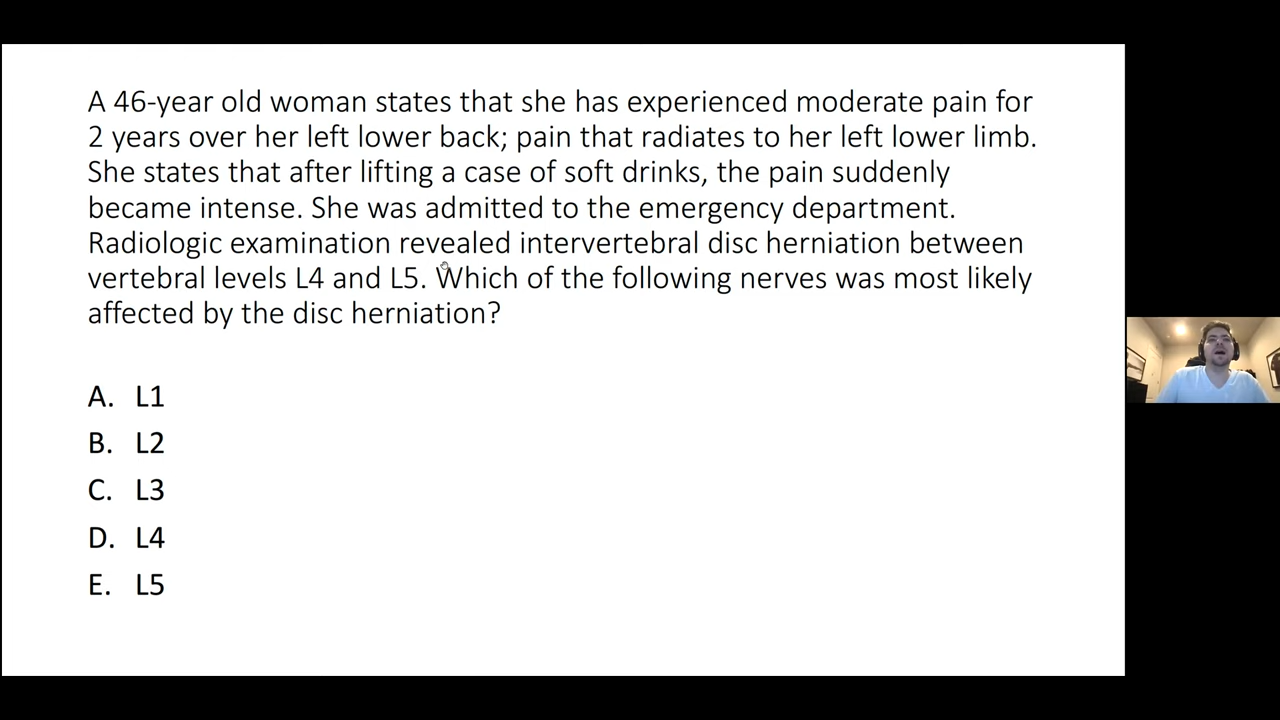 A 46-year old woman states that she has experienced moderate pain for
2 years over her left lower back; pain that radiates to her left lower limb.
She states that after lifting a case of soft drinks, the pain suddenly
became intense. She was admitted to the emergency department.
Radiologic examination revealed intervertebral disc herniation between
vertebral levels L4 and L5. Which of the following nerves was most likely
affected by the disc herniation?
A. L1
B. L2
C. L3
D. L4
E. L5